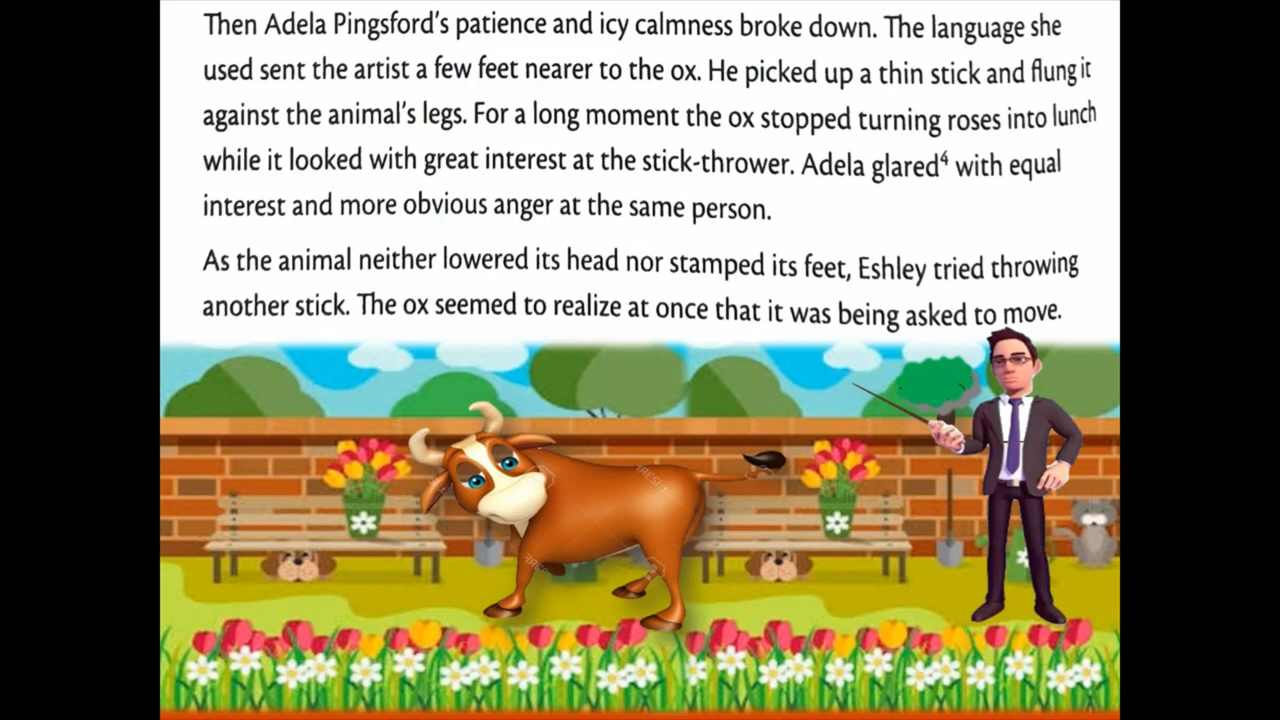 Then Adela Pingsford's patience and icy calmness broke down. The language she
used sent the artist a few feet nearer to the ox. He picked up a thin stick and flung it
against the animal's legs. For a long moment the ox stopped turning roses into lunch
while it looked with great interest at the stick-thrower. Adela glared⁴ with equal
interest and more obvious anger at the same person.
As the animal neither lowered its head nor stamped its feet, Eshley tried throwing
another stick. The ox seemed to realize at once that it was being asked to move.